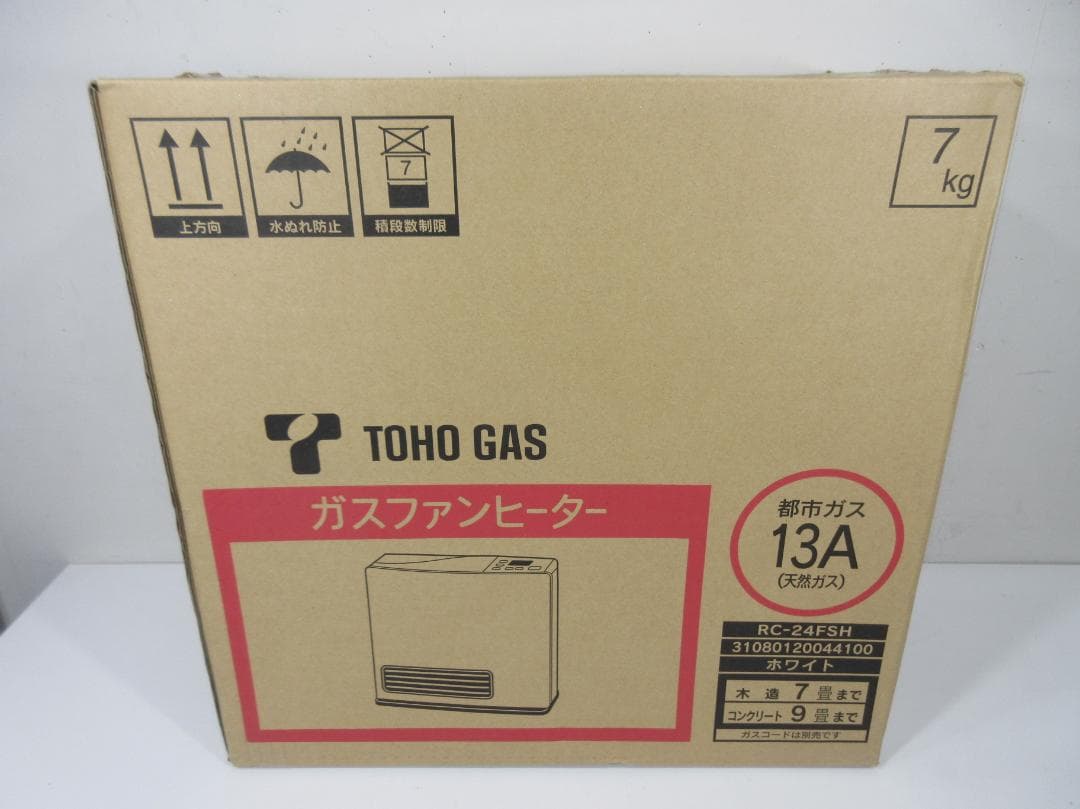 上方向
水ぬれ防止
7
積段数制限
7
kg
TOHO GAS
ガスファンヒーター
都市ガス
13A
(天然ガス)
RC-24FSH
31080120044100
ホワイト
木造 7 畳まで
コンクリート 9 畳まで
ガスコードは別売です